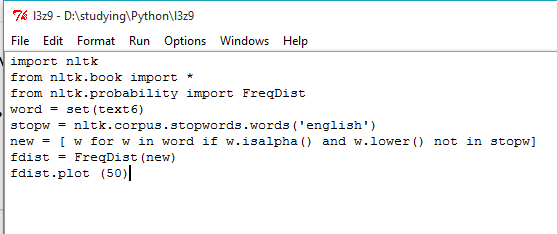 l3z9 - D:\studying\Python\l3z9
File Edit Format Run Options Windows Help
import nltk
from nltk.book import *
from nltk.probability import FreqDist
word = set(text6)
stopw = nltk.corpus.stopwords.words('english')
new = [ w for w in word if w.isalpha() and w.lower() not in stopw]
fdist = FreqDist(new)
fdist.plot (50)